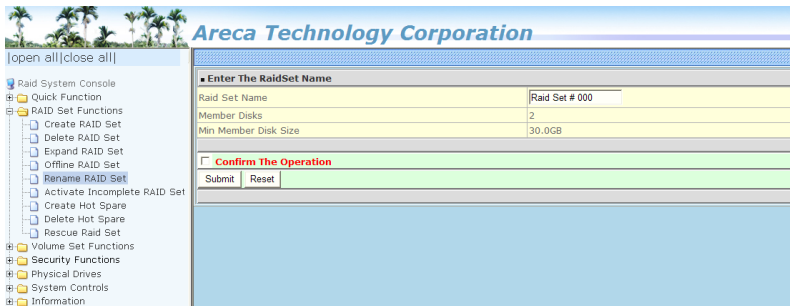 Areca Technology Corporation
|open all|close all|
Raid System Console
Quick Function
RAID Set Functions
Create RAID Set
Delete RAID Set
Expand RAID Set
Offline RAID Set
Rename RAID Set
Activate Incomplete RAID Set
Create Hot Spare
Delete Hot Spare
Rescue Raid Set
Volume Set Functions
Security Functions
Physical Drives
System Controls
Information
Enter The RaidSet Name
Raid Set Name Raid Set # 000
Member Disks 2
Min Member Disk Size 30.0GB
Confirm The Operation
Submit Reset